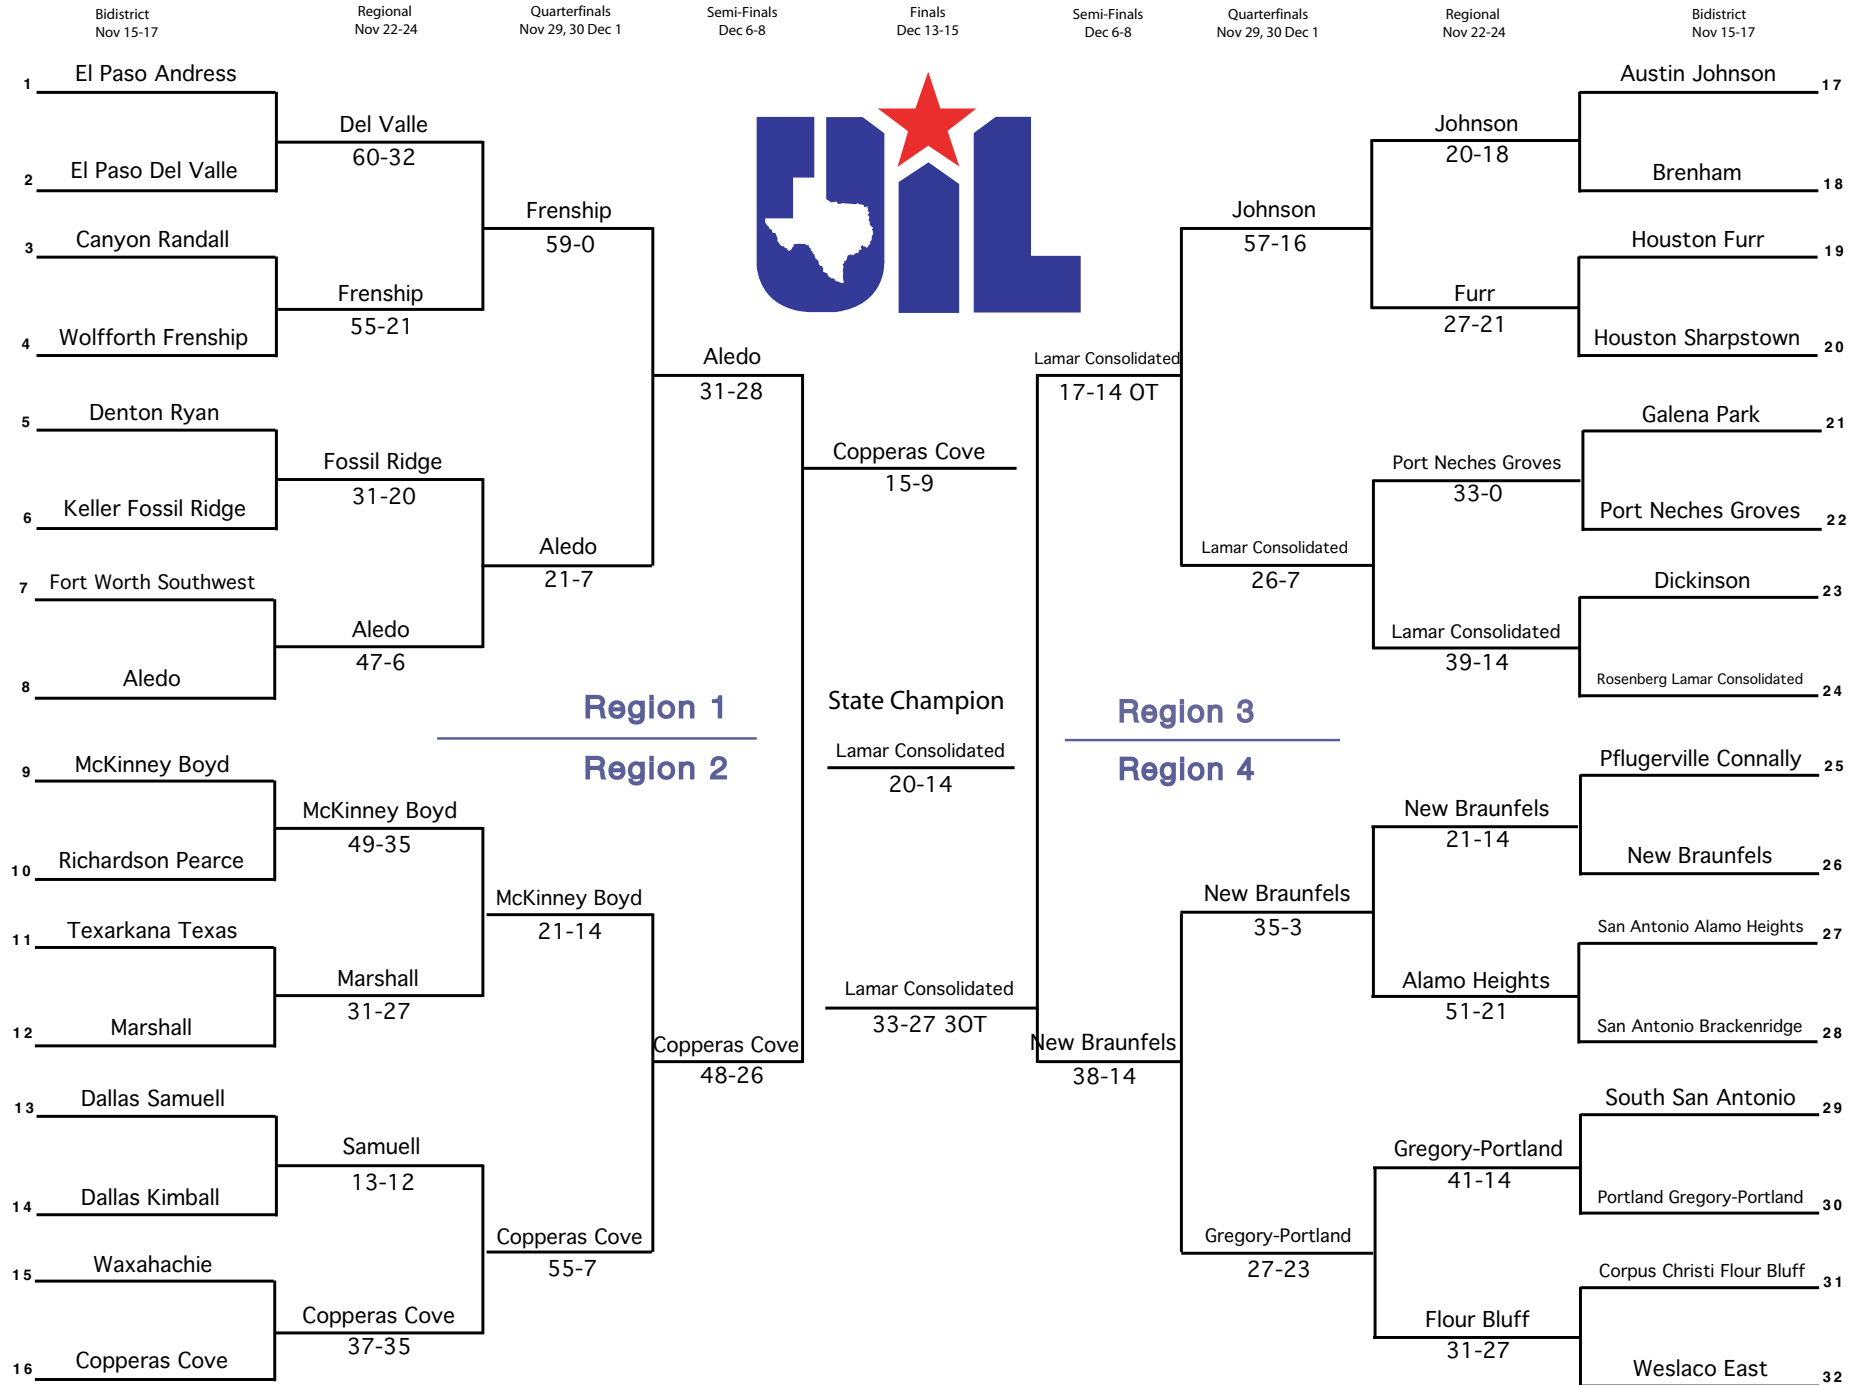 Bidistrict
Nov 15-17
Regional
Nov 22-24
Quarterfinals
Nov 29, 30 Dec 1
Semi-Finals
Dec 6-8
Finals
Dec 13-15
Semi-Finals
Dec 6-8
Quarterfinals
Nov 29, 30 Dec 1
Regional
Nov 22-24
Bidistrict
Nov 15-17
1 El Paso Andress
2 El Paso Del Valle
3 Canyon Randall
4 Wolfforth Frenship
5 Denton Ryan
6 Keller Fossil Ridge
7 Fort Worth Southwest
8 Aledo
9 McKinney Boyd
10 Richardson Pearce
11 Texarkana Texas
12 Marshall
13 Dallas Samuell
14 Dallas Kimball
15 Waxahachie
16 Copperas Cove
Del Valle
60-32
Frenship
55-21
Fossil Ridge
31-20
Aledo
47-6
McKinney Boyd
49-35
Marshall
31-27
Samuell
13-12
Copperas Cove
37-35
Frenship
59-0
Aledo
21-7
McKinney Boyd
21-14
Copperas Cove
55-7
Region 1
Region 2
Aledo
31-28
Copperas Cove
48-26
UIL
Copperas Cove
15-9
State Champion
Lamar Consolidated
20-14
Lamar Consolidated
33-27 3OT
Lamar Consolidated
17-14 OT
New Braunfels
38-14
Region 3
Region 4
Johnson
57-16
Lamar Consolidated
26-7
New Braunfels
35-3
Gregory-Portland
27-23
Johnson
20-18
Furr
27-21
Port Neches Groves
33-0
Lamar Consolidated
39-14
New Braunfels
21-14
Alamo Heights
51-21
Gregory-Portland
41-14
Flour Bluff
31-27
Austin Johnson 17
Brenham 18
Houston Furr 19
Houston Sharpstown 20
Galena Park 21
Port Neches Groves 22
Dickinson 23
Rosenberg Lamar Consolidated 24
Pflugerville Connally 25
New Braunfels 26
San Antonio Alamo Heights 27
San Antonio Brackenridge 28
South San Antonio 29
Portland Gregory-Portland 30
Corpus Christi Flour Bluff 31
Weslaco East 32